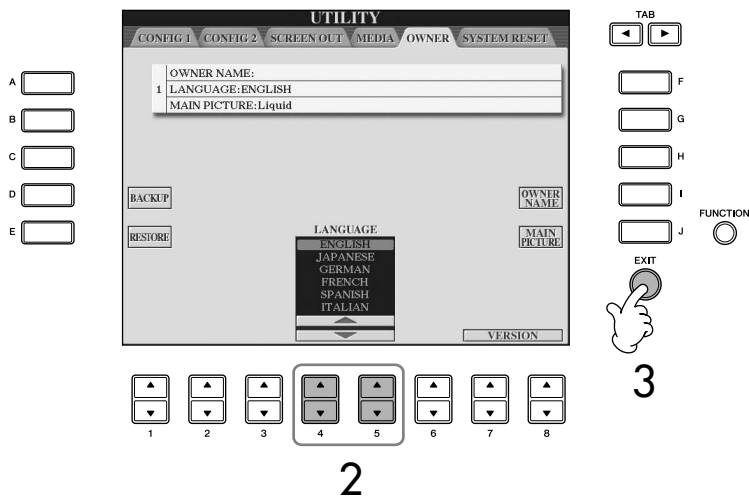 UTILITY
CONFIG 1 CONFIG 2 SCREEN OUT MEDIA OWNER SYSTEM RESET
TAB
OWNER NAME:
1 LANGUAGE:ENGLISH
MAIN PICTURE:Liquid
A
B
C
D
E
F
G
H
I
J
BACKUP
RESTORE
OWNER
NAME
MAIN
PICTURE
LANGUAGE
ENGLISH
JAPANESE
GERMAN
FRENCH
SPANISH
ITALIAN
VERSION
FUNCTION
EXIT
3
1 2 3 4 5 6 7 8
2